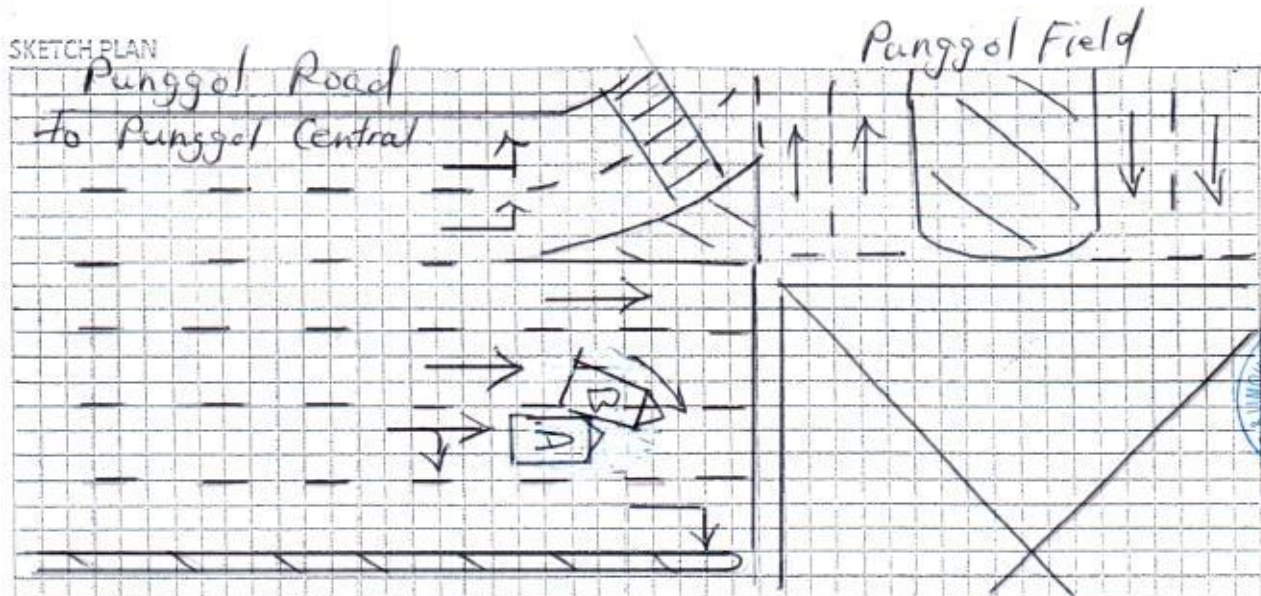 SKETCH PLAN
Punggol Field
Punggol Road
to Punggol Central
B
A